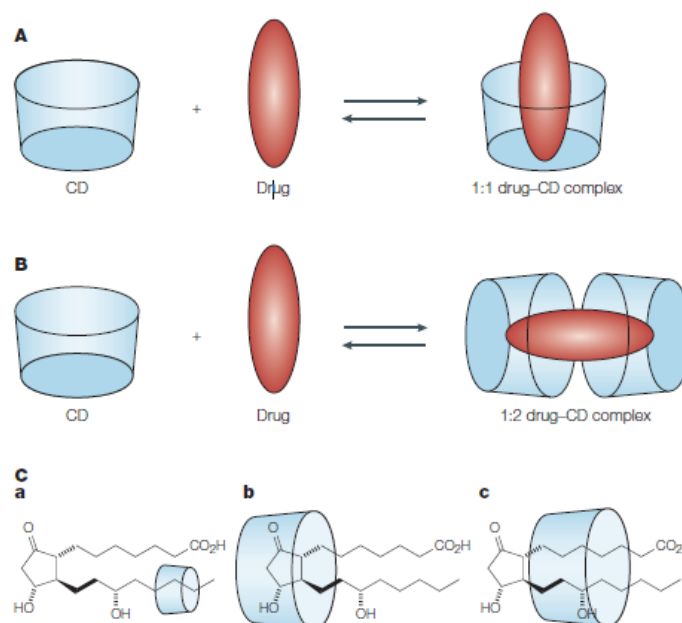 A
+
CD
Drug
1:1 drug–CD complex
B
+
CD
Drug
1:2 drug–CD complex
C
a
b
c
O
CO₂H
HO
OH
O
CO₂H
HO
OH
O
CO₂
HO
OH